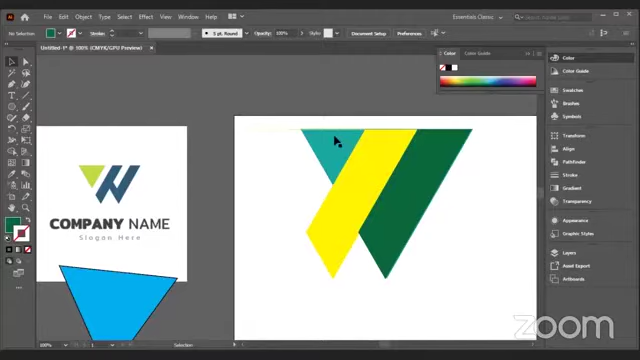 Ai File Edit Object Type Select Effect View Window Help
Essentials Classic
No Selection
Stroke:
5 pt. Round
Opacity: 100%
Style:
Document Setup
Preferences
Untitled-1* @ 100% (CMYK/GPU Preview)
Color
Color Guide
Color
Color Guide
Swatches
Brushes
Symbols
Transform
Align
Pathfinder
Stroke
Gradient
Transparency
Appearance
Graphic Styles
Layers
Asset Export
Artboards
COMPANY NAME
Slogan Here
100%
1
Selection
zoom